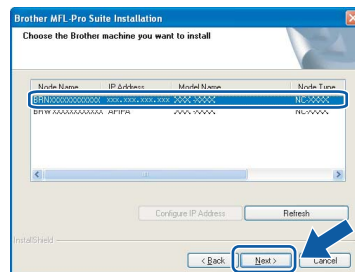 Brother MFL-Pro Suite Installation
Choose the Brother machine you want to install
Node Name IP Address Model Name Node Type
BRNXXXXXXXXXXXX xxx.xxx.xxx.xxx XXX-XXXX NC-XXXX
BRWXXXXXXXXXXXX APIPA XXX-XXXX NC-XXXX
Configure IP Address Refresh
InstallShield
< Back Next > Cancel